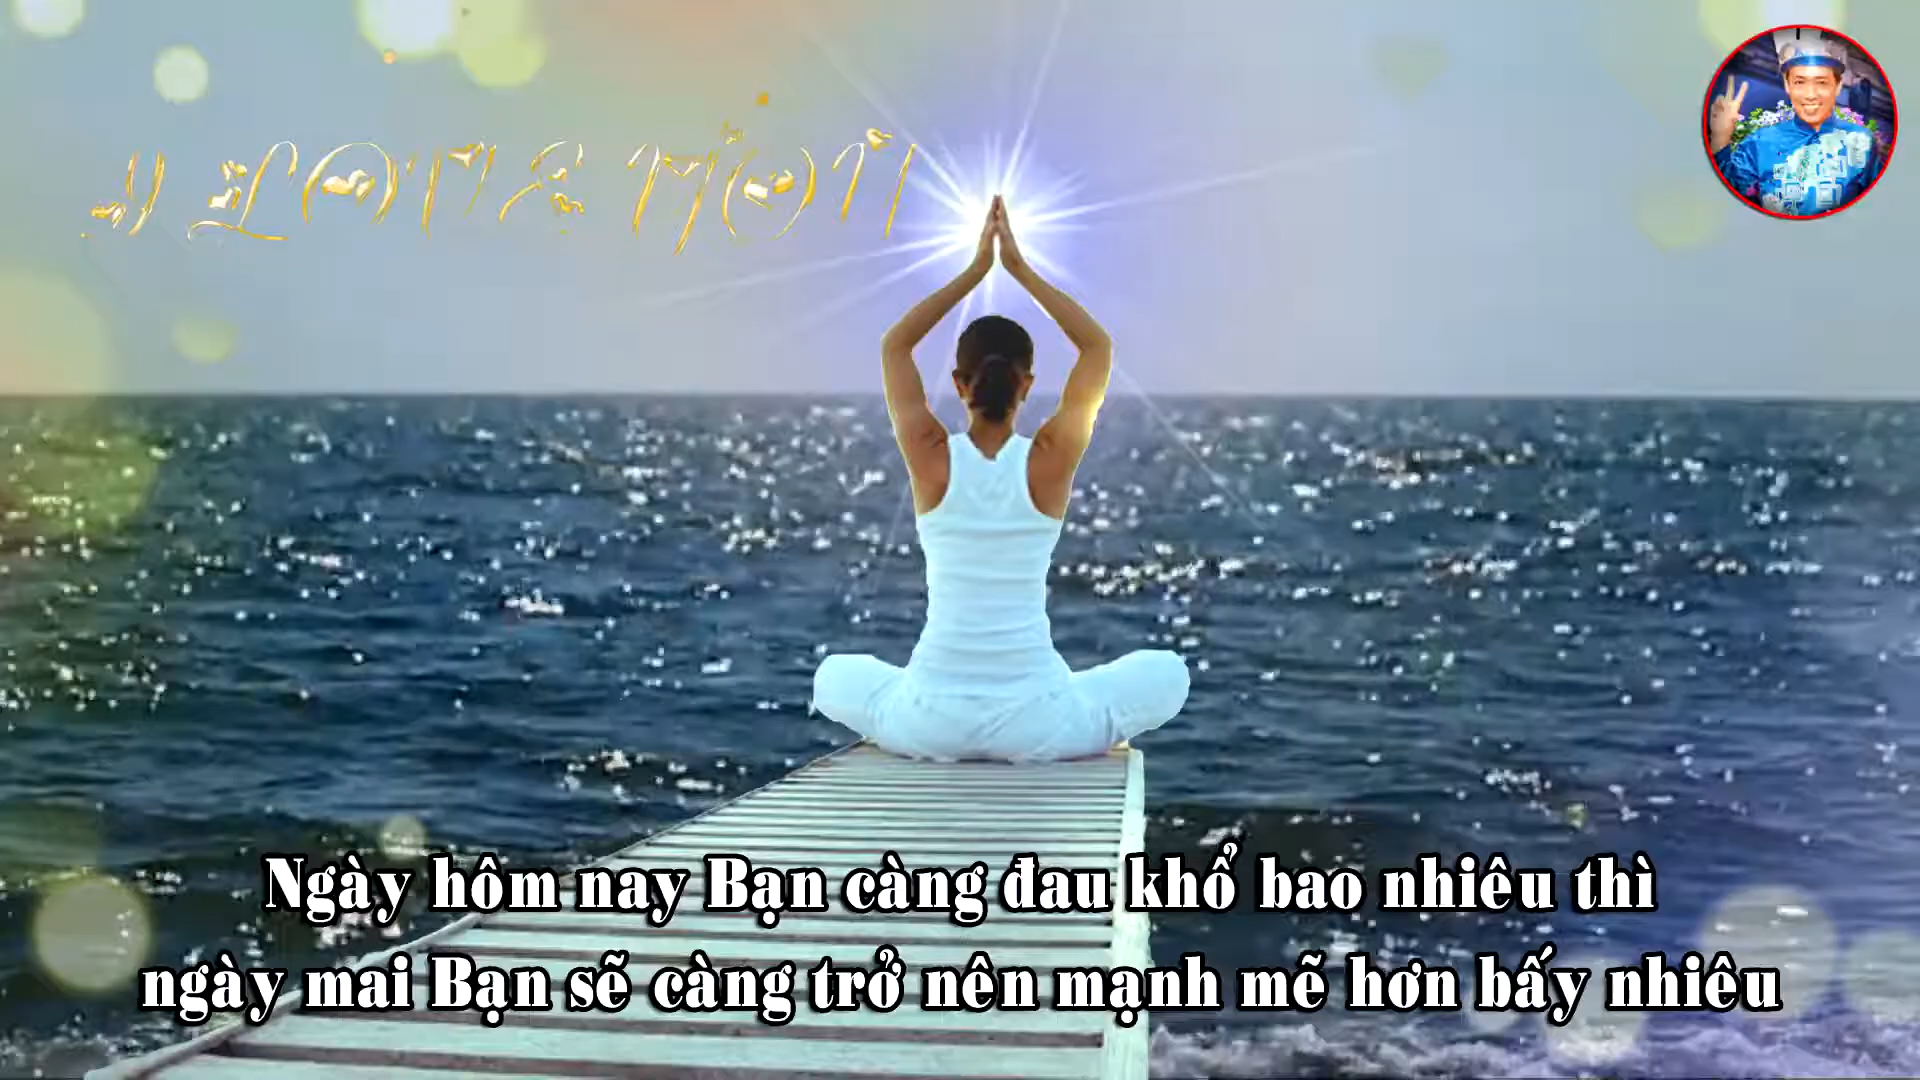 Ngày hôm nay Bạn càng đau khổ bao nhiêu thì
ngày mai Bạn sẽ càng trở nên mạnh mẽ hơn bấy nhiêu